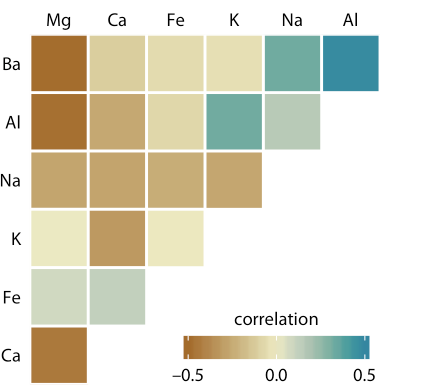 Mg Ca Fe K Na Al
Ba
Al
Na
K
Fe
Ca
correlation
−0.5 0.0 0.5